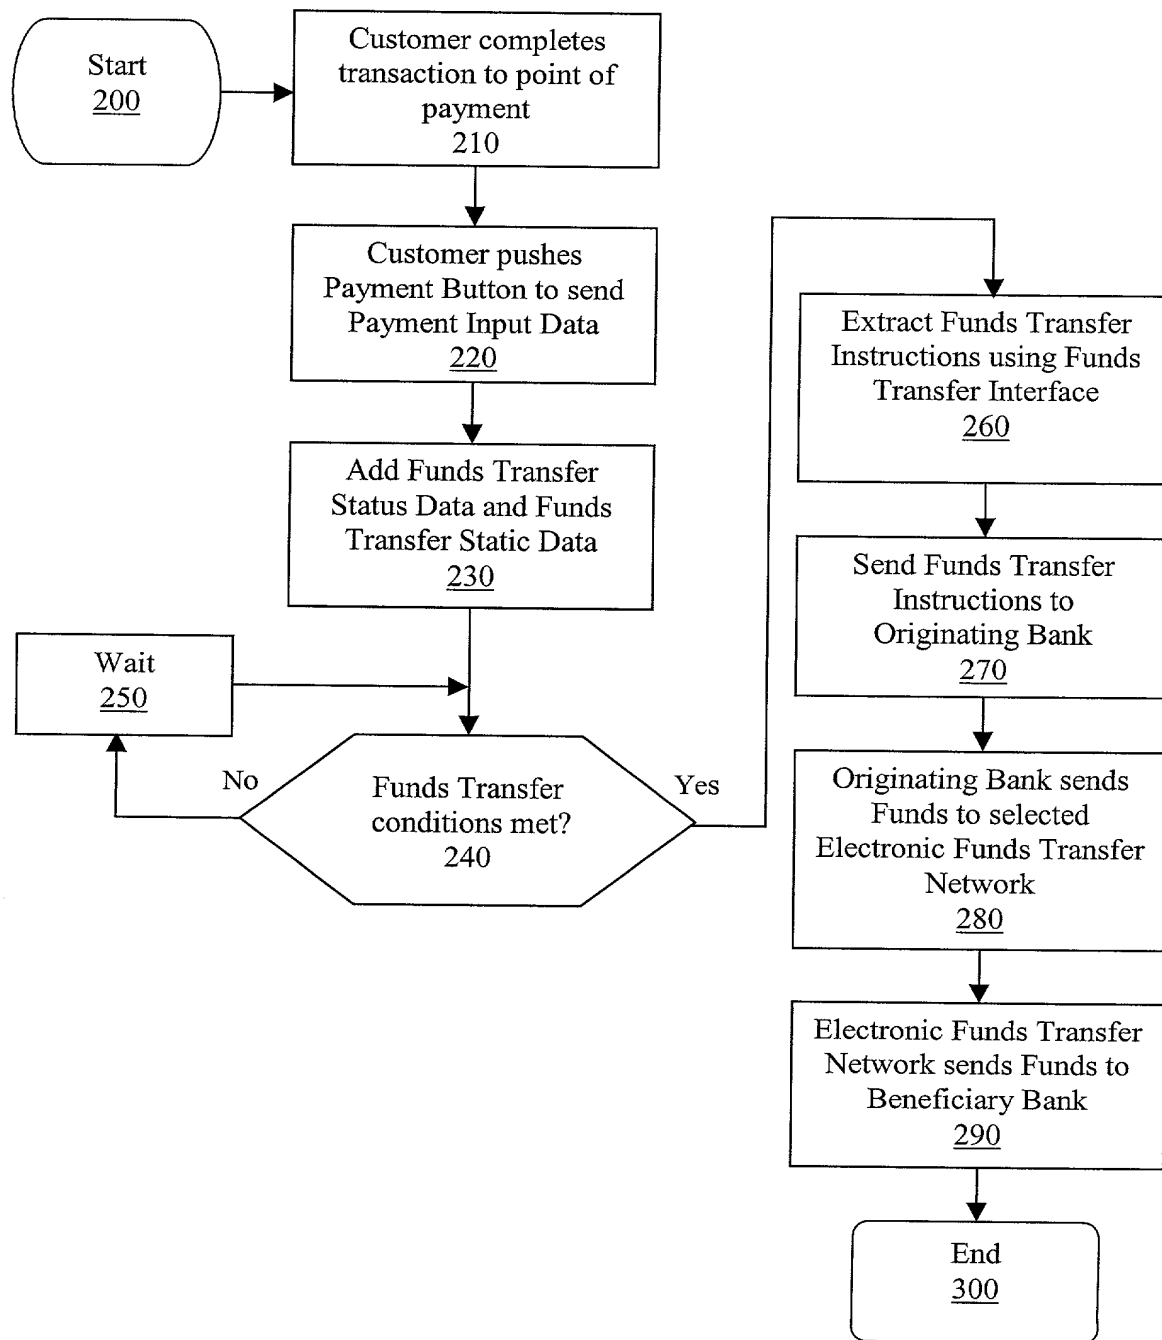 Start
200
Customer completes
transaction to point of
payment
210
Customer pushes
Payment Button to send
Payment Input Data
220
Add Funds Transfer
Status Data and Funds
Transfer Static Data
230
Wait
250
No
Funds Transfer
conditions met?
240
Yes
Extract Funds Transfer
Instructions using Funds
Transfer Interface
260
Send Funds Transfer
Instructions to
Originating Bank
270
Originating Bank sends
Funds to selected
Electronic Funds Transfer
Network
280
Electronic Funds Transfer
Network sends Funds to
Beneficiary Bank
290
End
300